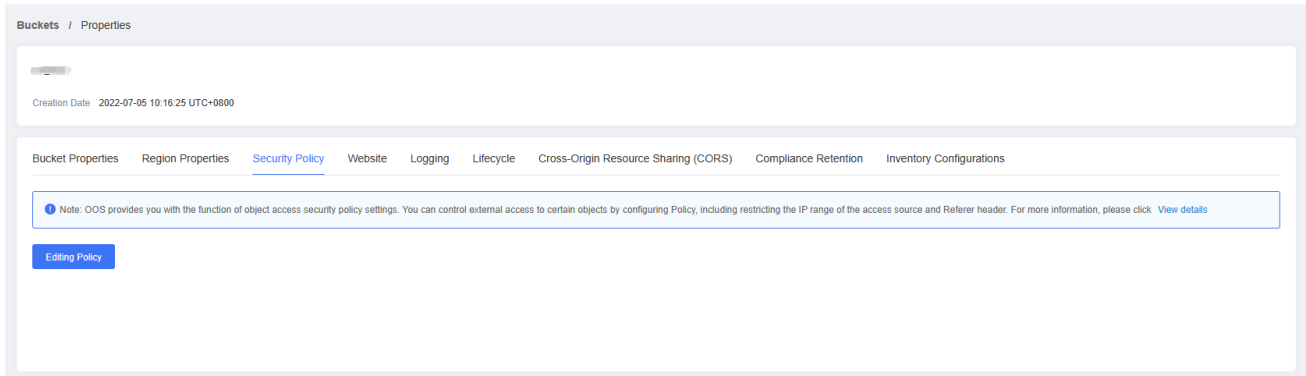 Buckets / Properties
Creation Date 2022-07-05 10:16:25 UTC+0800
Bucket Properties Region Properties Security Policy Website Logging Lifecycle Cross-Origin Resource Sharing (CORS) Compliance Retention Inventory Configurations
Note: OOS provides you with the function of object access security policy settings. You can control external access to certain objects by configuring Policy, including restricting the IP range of the access source and Referer header. For more information, please click View details
Editing Policy